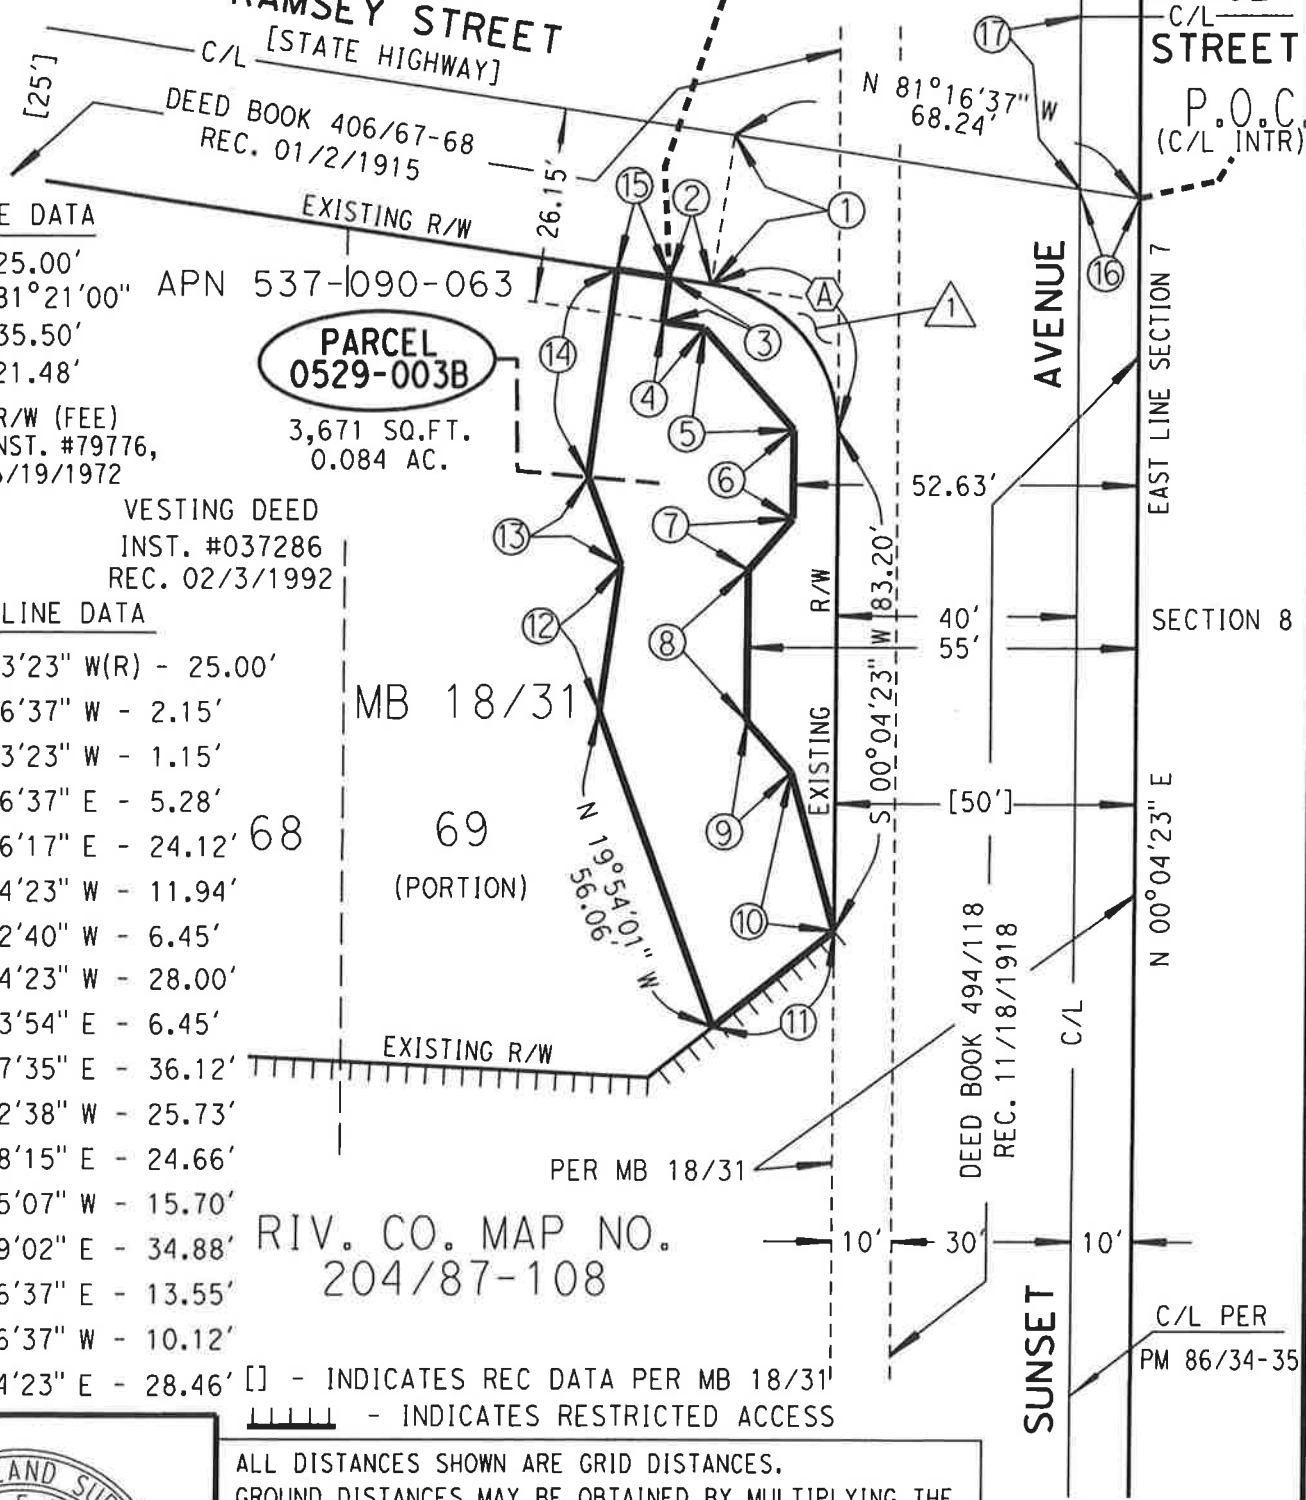 RAMSEY STREET
[STATE HIGHWAY]
C/L
[25']
DEED BOOK 406/67-68
REC. 01/2/1915
EXISTING R/W
26.15'
N 81°16'37" W
68.24'
C/L
STREET
P.O.C.
(C/L INTR)
17
16
15
2
1
A
1
3
14
4
5
6
7
13
12
8
9
10
11
E DATA
25.00'
81°21'00"
35.50'
21.48'
R/W (FEE)
INST. #79776,
/19/1972
APN 537-090-063
PARCEL
0529-003B
3,671 SQ.FT.
0.084 AC.
VESTING DEED
INST. #037286
REC. 02/3/1992
LINE DATA
3'23" W(R) - 25.00'
6'37" W - 2.15'
3'23" W - 1.15'
6'37" E - 5.28'
6'17" E - 24.12'
4'23" W - 11.94'
2'40" W - 6.45'
4'23" W - 28.00'
3'54" E - 6.45'
7'35" E - 36.12'
2'38" W - 25.73'
8'15" E - 24.66'
5'07" W - 15.70'
9'02" E - 34.88'
6'37" E - 13.55'
6'37" W - 10.12'
4'23" E - 28.46'
MB 18/31
68
69
(PORTION)
N 19°54'01" W
56.06'
EXISTING R/W
EXISTING R/W
S 00°04'23" W 83.20'
52.63'
40'
55'
[50']
AVENUE
EAST LINE SECTION 7
SECTION 8
N 00°04'23" E
DEED BOOK 494/118
REC. 11/18/1918
C/L
PER MB 18/31
10'
30'
10'
SUNSET
C/L PER
PM 86/34-35
RIV. CO. MAP NO.
204/87-108
[] - INDICATES REC DATA PER MB 18/31
- INDICATES RESTRICTED ACCESS
LAND SUR
ALL DISTANCES SHOWN ARE GRID DISTANCES.
GROUND DISTANCES MAY BE OBTAINED BY MULTIPLYING THE